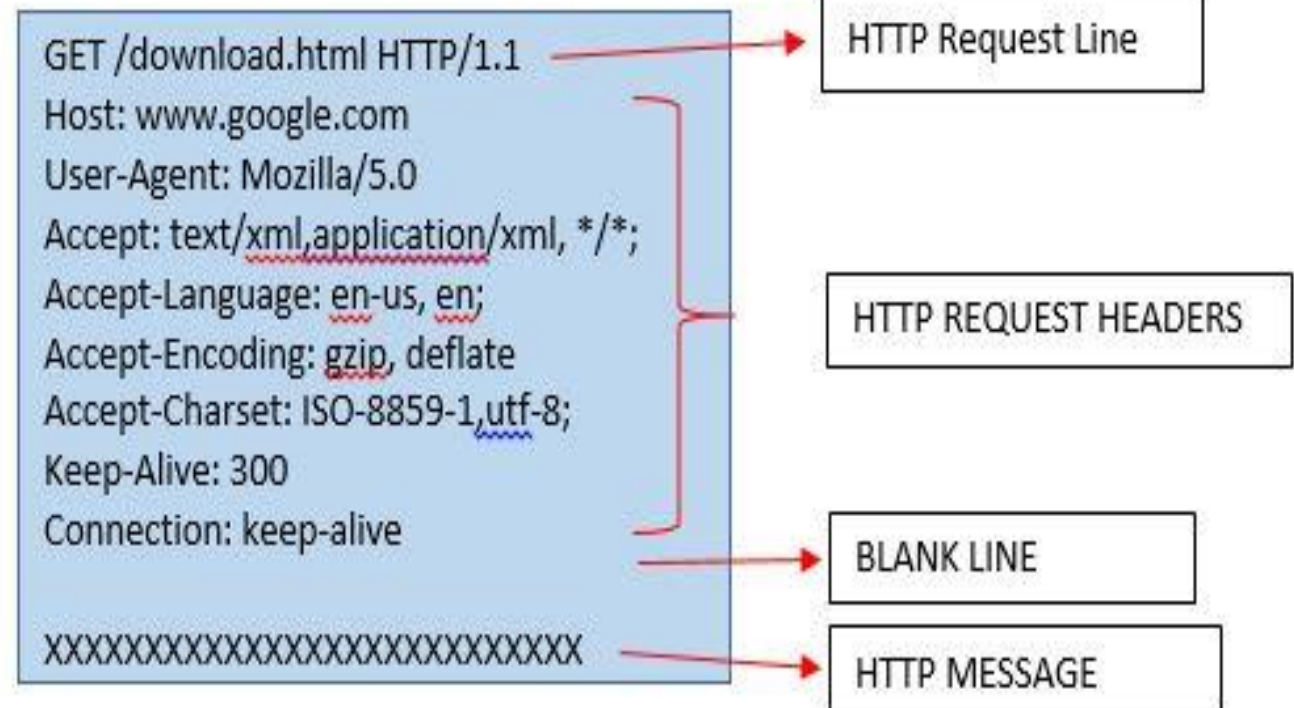 GET /download.html HTTP/1.1
Host: www.google.com
User-Agent: Mozilla/5.0
Accept: text/xml,application/xml, */*;
Accept-Language: en-us, en;
Accept-Encoding: gzip, deflate
Accept-Charset: ISO-8859-1,utf-8;
Keep-Alive: 300
Connection: keep-alive
XXXXXXXXXXXXXXXXXXXXXXXXXXX
HTTP Request Line
HTTP REQUEST HEADERS
BLANK LINE
HTTP MESSAGE